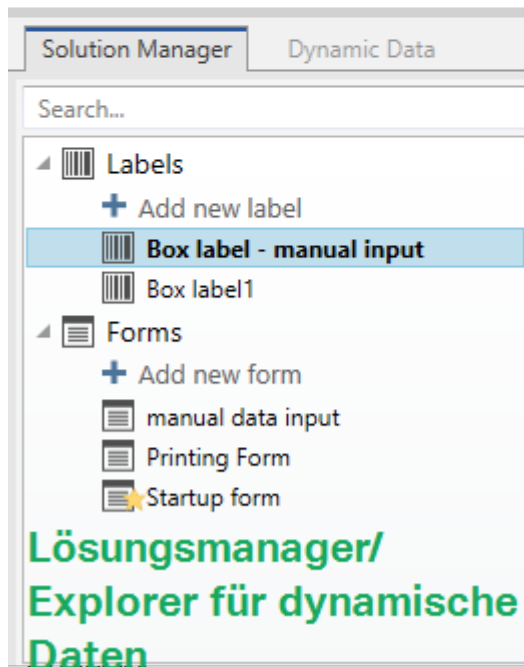 Solution Manager Dynamic Data
Search...
Labels
Add new label
Box label - manual input
Box label1
Forms
Add new form
manual data input
Printing Form
Startup form
Lösungsmanager/
Explorer für dynamische
Daten